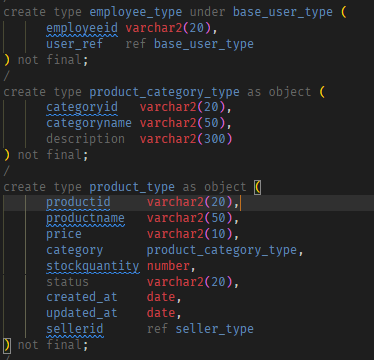 create type employee_type under base_user_type (
employeeid varchar2(20),
user_ref ref base_user_type
) not final;
/
create type product_category_type as object (
categoryid varchar2(20),
categoryname varchar2(50),
description varchar2(300)
) not final;
/
create type product_type as object (
productid varchar2(20),
productname varchar2(50),
price varchar2(10),
category product_category_type,
stockquantity number,
status varchar2(20),
created_at date,
updated_at date,
sellerid ref seller_type
) not final;
/